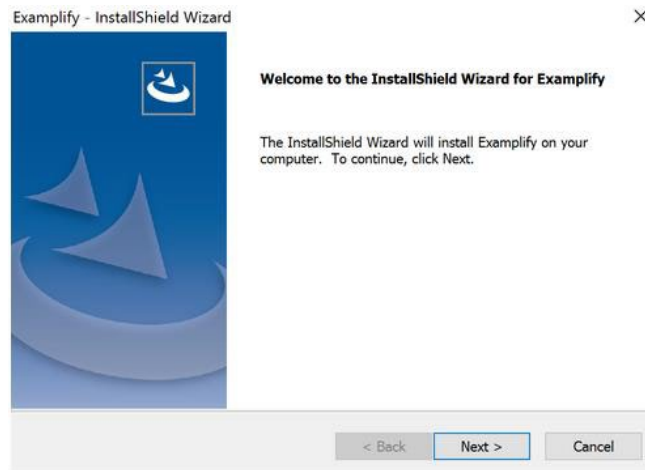 Examplify - InstallShield Wizard
Welcome to the InstallShield Wizard for Examplify
The InstallShield Wizard will install Examplify on your
computer. To continue, click Next.
< Back
Next >
Cancel